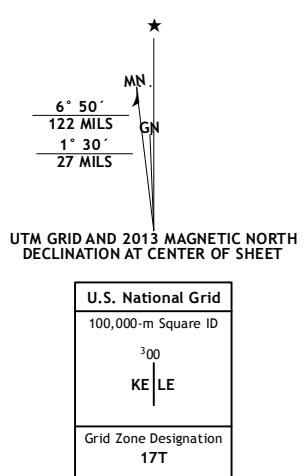 ★
MN
6° 50´
122 MILS
GN
1° 30´
27 MILS
UTM GRID AND 2013 MAGNETIC NORTH
DECLINATION AT CENTER OF SHEET
U.S. National Grid
100,000-m Square ID
³00
KE LE
Grid Zone Designation
17T